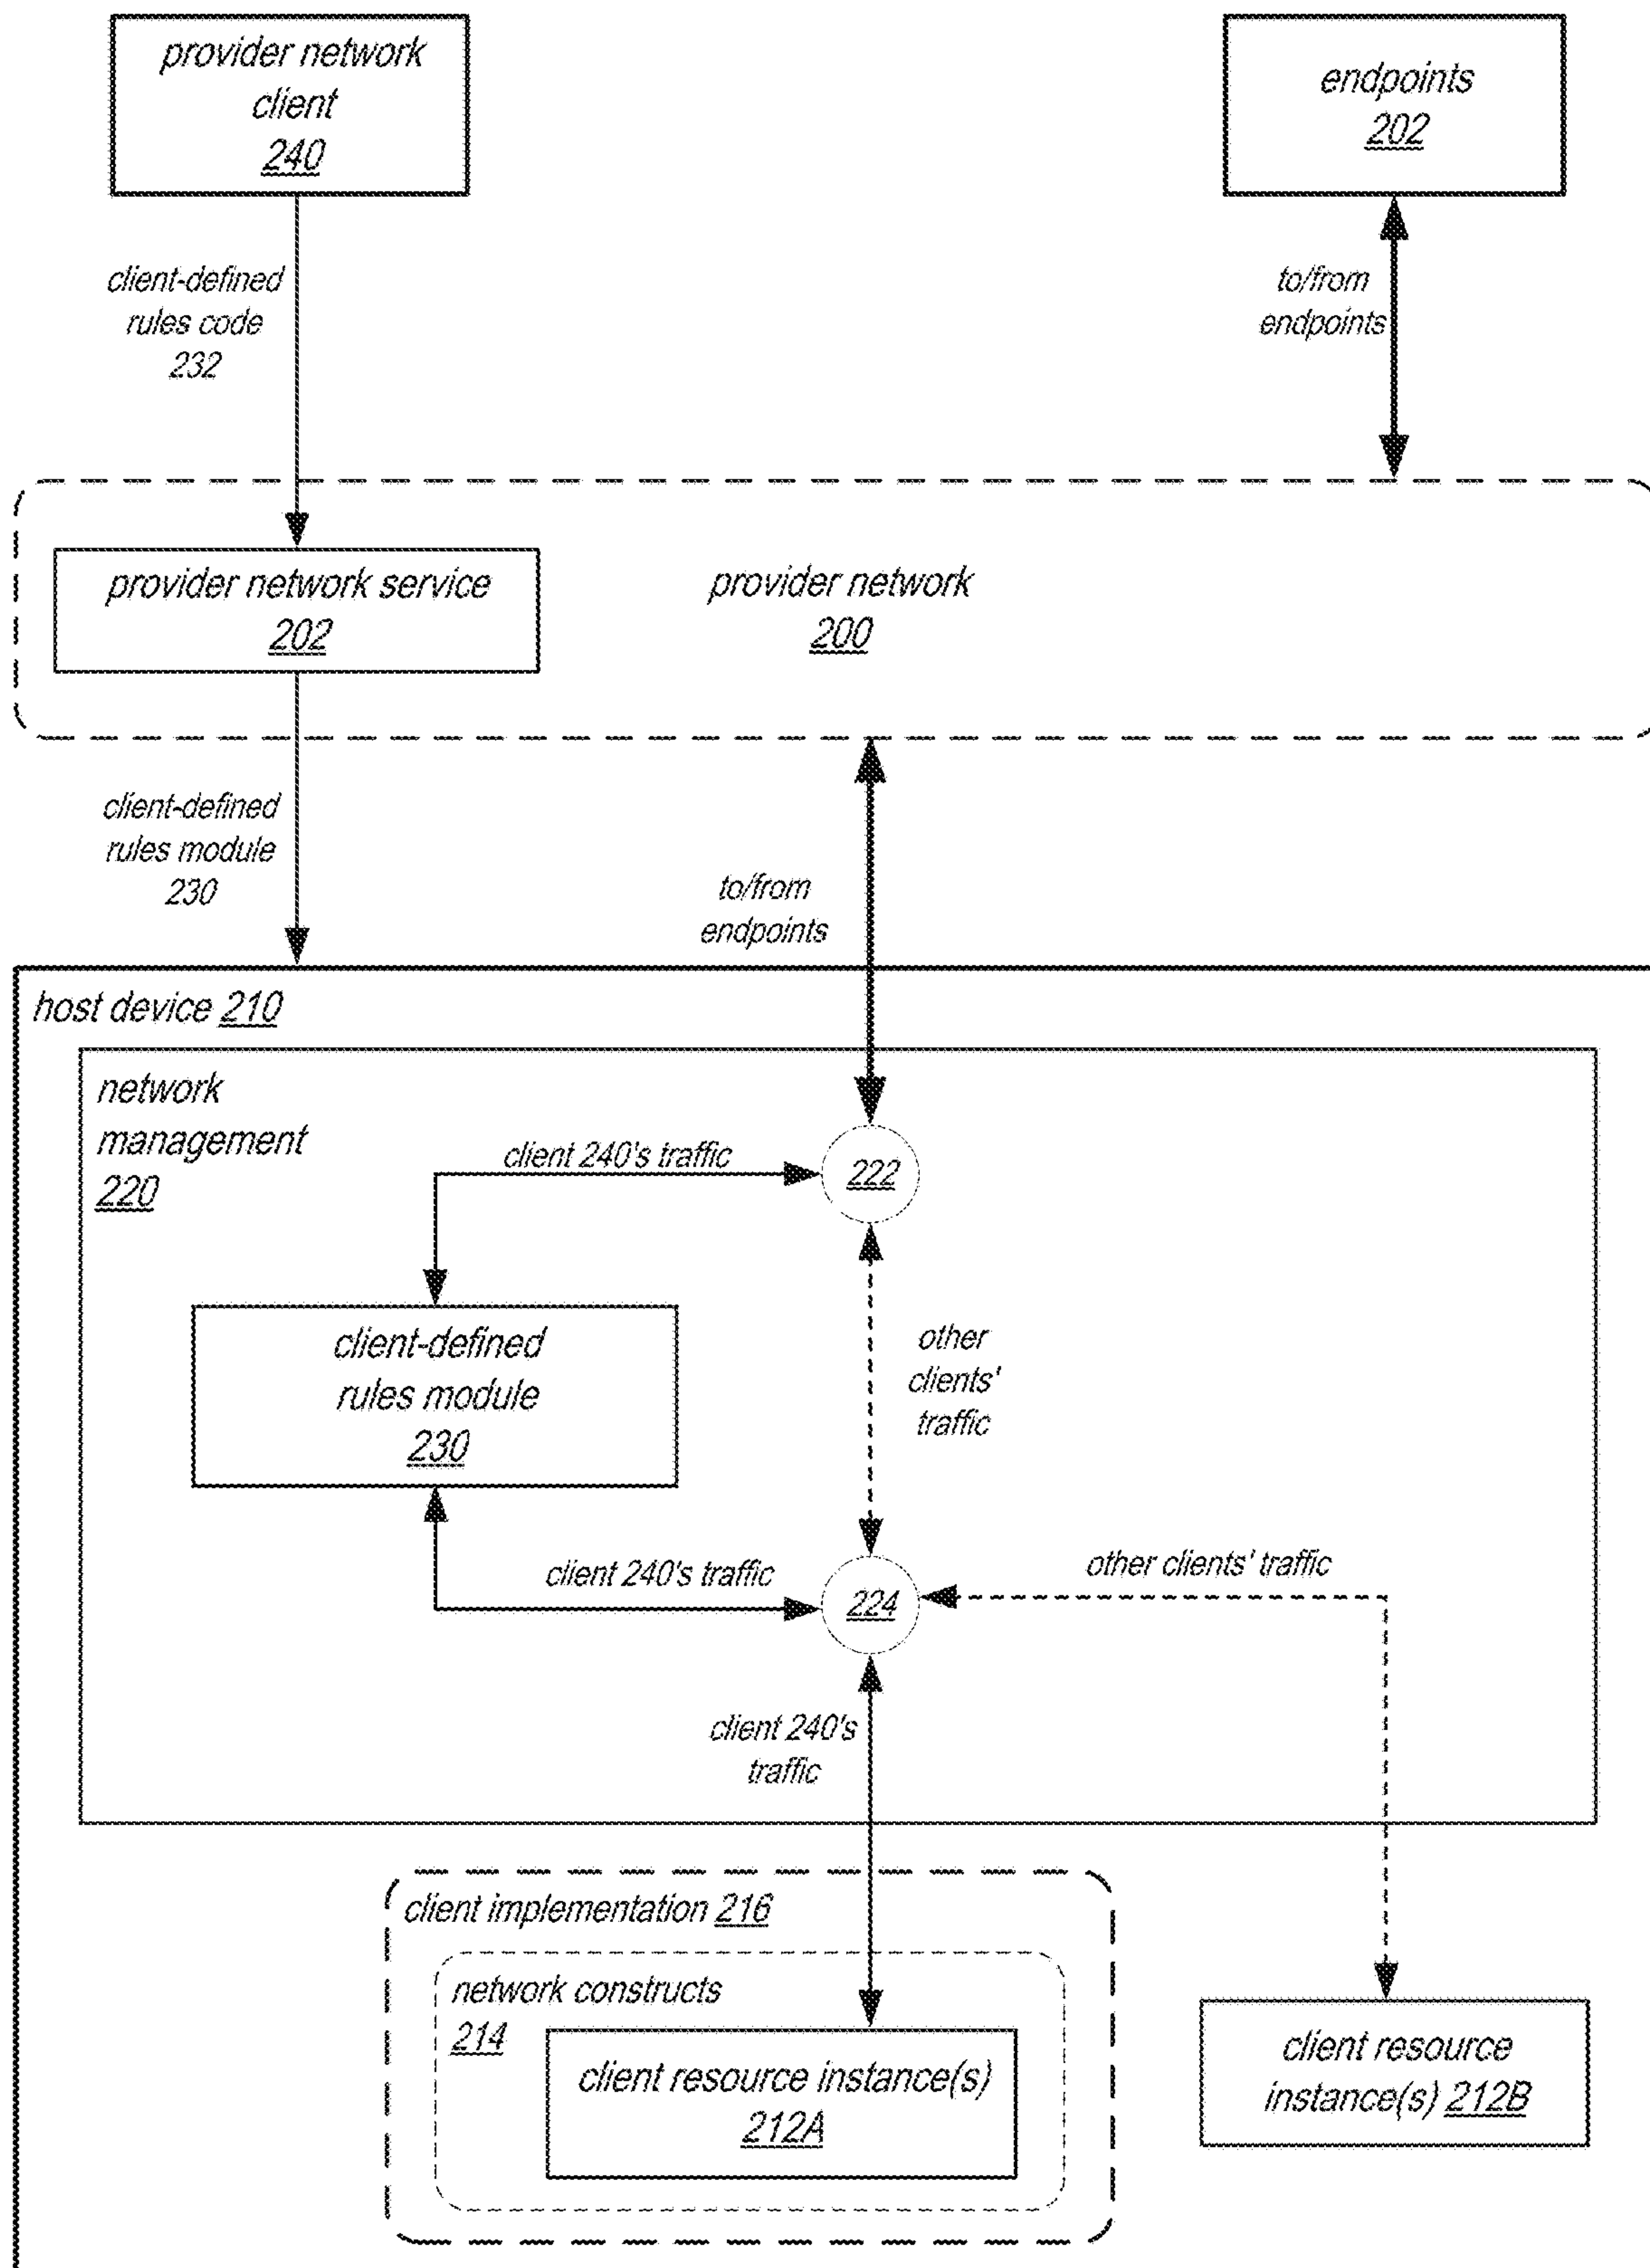 provider network
client
240
endpoints
202
client-defined
rules code
232
to/from
endpoints
provider network service
202
provider network
200
client-defined
rules module
230
to/from
endpoints
host device 210
network
management
220
client 240's traffic
222
client-defined
rules module
230
other
clients'
traffic
client 240's traffic
224
other clients' traffic
client 240's
traffic
client implementation 216
network constructs
214
client resource instance(s)
212A
client resource
instance(s) 212B